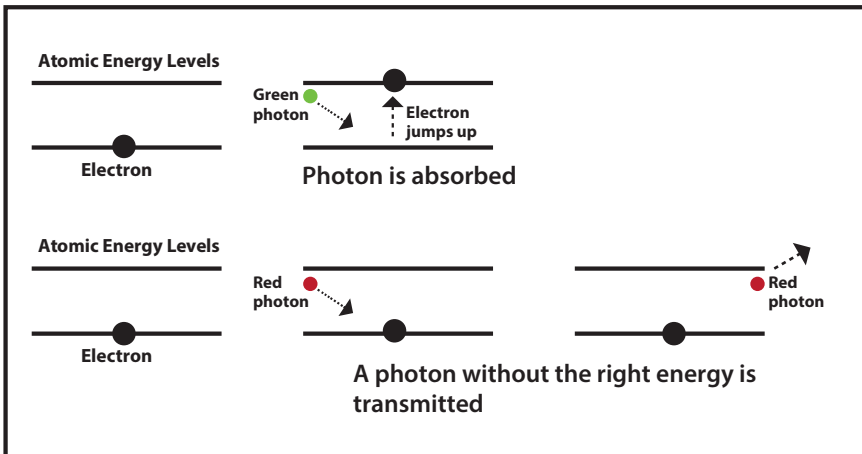 Atomic Energy Levels
Green
photon
Electron
jumps up
Electron
Photon is absorbed
Atomic Energy Levels
Red
photon
Red
photon
Electron
A photon without the right energy is
transmitted